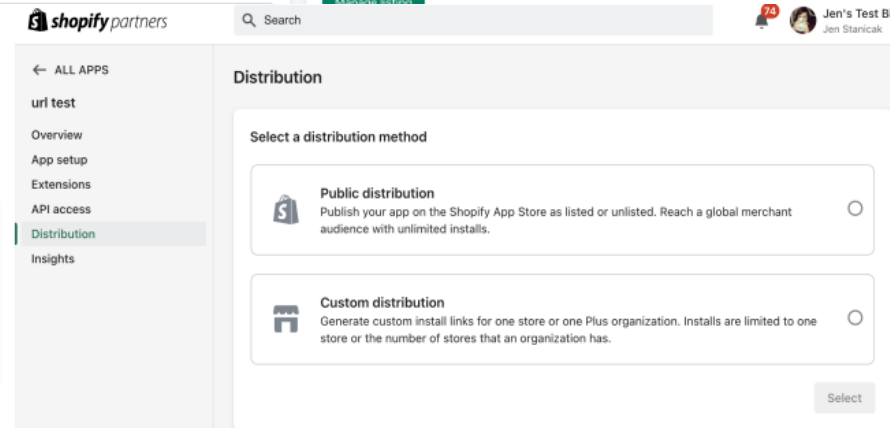 Manage listing
shopify partners
Search
74
Jen's Test B
Jen Stanicak
ALL APPS
url test
Overview
App setup
Extensions
API access
Distribution
Insights
Distribution
Select a distribution method
Public distribution
Publish your app on the Shopify App Store as listed or unlisted. Reach a global merchant
audience with unlimited installs.
Custom distribution
Generate custom install links for one store or one Plus organization. Installs are limited to one
store or the number of stores that an organization has.
Select